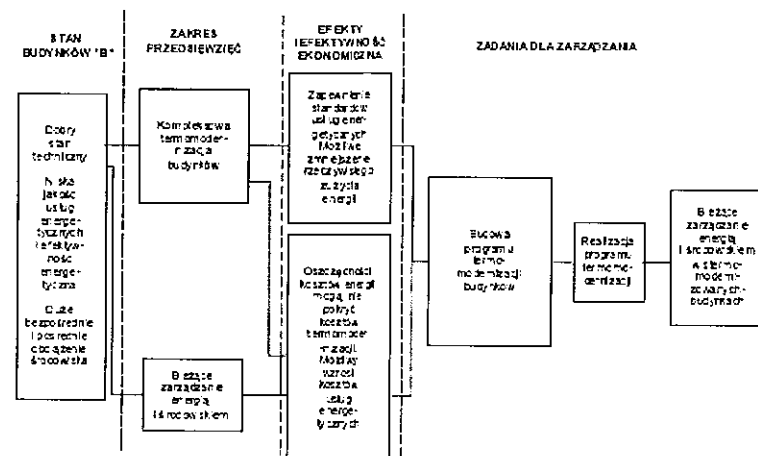 STAN
BUDYNKÓW "B"
ZAKRES
PRZEDSIĘWZIĘĆ
EFEKTY
I EFEKTYWNOŚĆ
EKONOMICZNA
ZADANIA DLA ZARZĄDZANIA
Dobry
stan
techniczny
Niska
jakość
usług
energe-
tycznych
i efektyw-
ność
energe-
tyczna
Duże
bezpośrednie
i pośrednie
obciążenie
środowiska
Kompleksowa
termomoder-
nizacja
budynków
Bieżące
zarządzanie
energią
i środowiskiem
Zapewnienie
standardów
usług ener-
getycznych
Możliwe
zmniejszenie
rzeczywistego
zużycia
energii
Oszczędności
kosztów energii
mogą nie
pokryć
kosztów
termomoder-
nizacji
Możliwy
wzrost
kosztów
usług
energe-
tycznych
Budowa
programu
termo-
modernizacji
budynków
Realizacja
programu
termomo-
dernizacji
Bieżące
zarządzanie
energią
i środowiskiem
w stermo-
moderni-
zowanych
budynkach